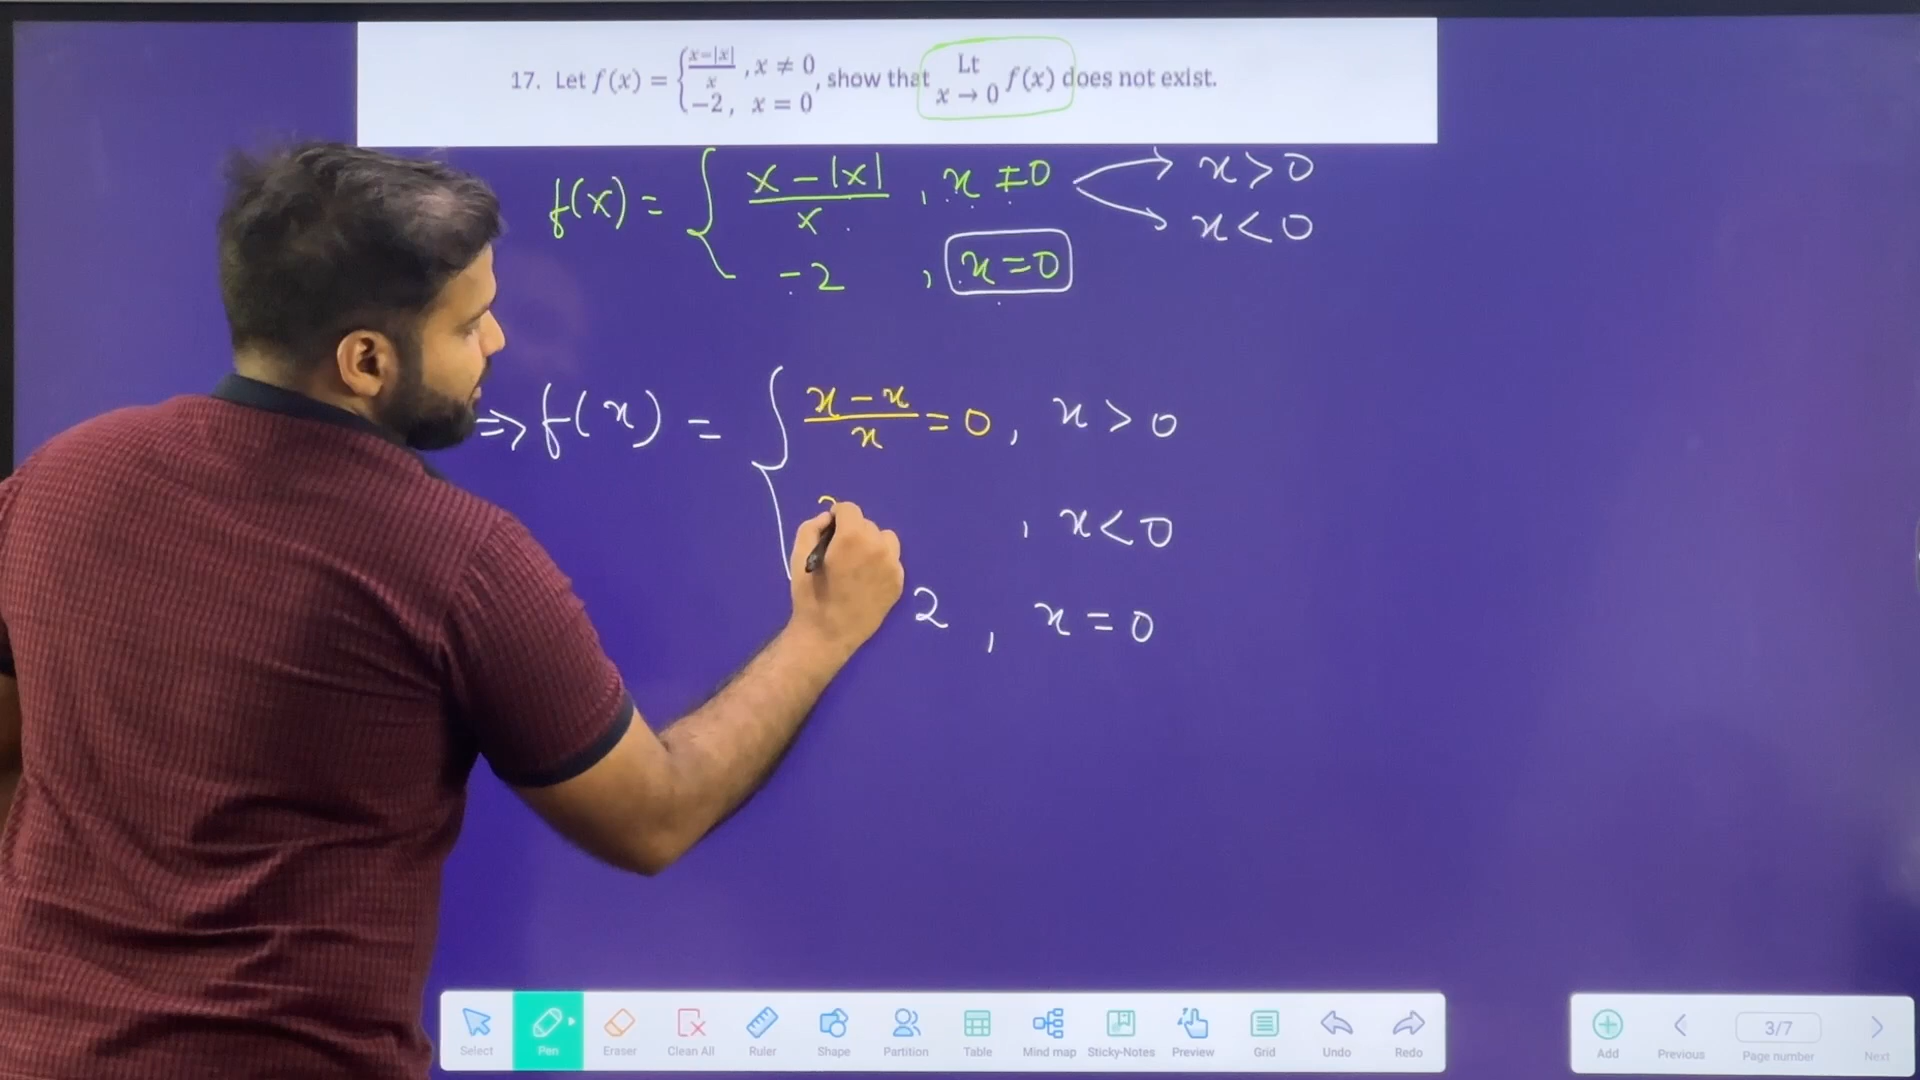 17. Let f(x) = {x−|x|/x , x ≠ 0
−2, x = 0 , show that Lt x → 0 f(x) does not exist.
f(x) = { x − |x| / x , x ≠ 0 → x > 0
→ x < 0
-2 , x = 0
⇒ f(x) = { x − x / x = 0 , x > 0
, x < 0
2 , x = 0
Select Pen Eraser Clean All Ruler Shape Partition Table Mind map Sticky-Notes Preview Grid Undo Redo Add Previous 3/7 Page number Next